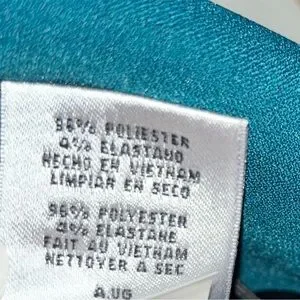 96% POLIESTER
4% ELASTANO
HECHO EN VIETNAM
LIMPIAR EN SECO
96% POLYESTER
4% ELASTANE
FAIT AU VIETNAM
NETTOYER A SEC
A.UG